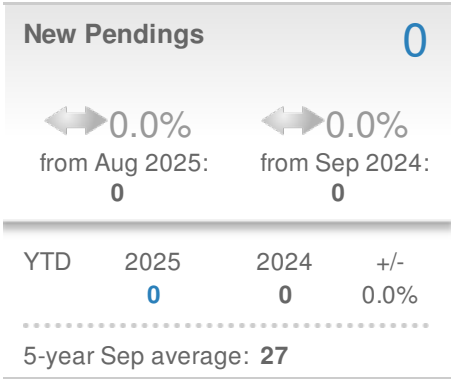 New Pendings 0
0.0% 0.0%
from Aug 2025: from Sep 2024:
0 0
YTD 2025 2024 +/-
0 0 0.0%
5-year Sep average: 27